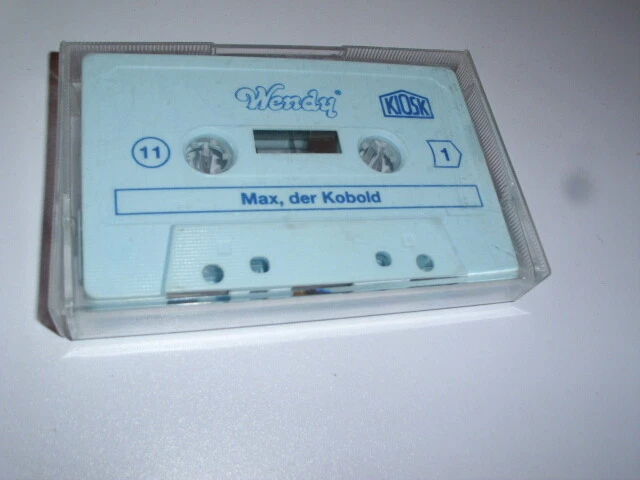 Wendy®
KIOSK
11
1
Max, der Kobold